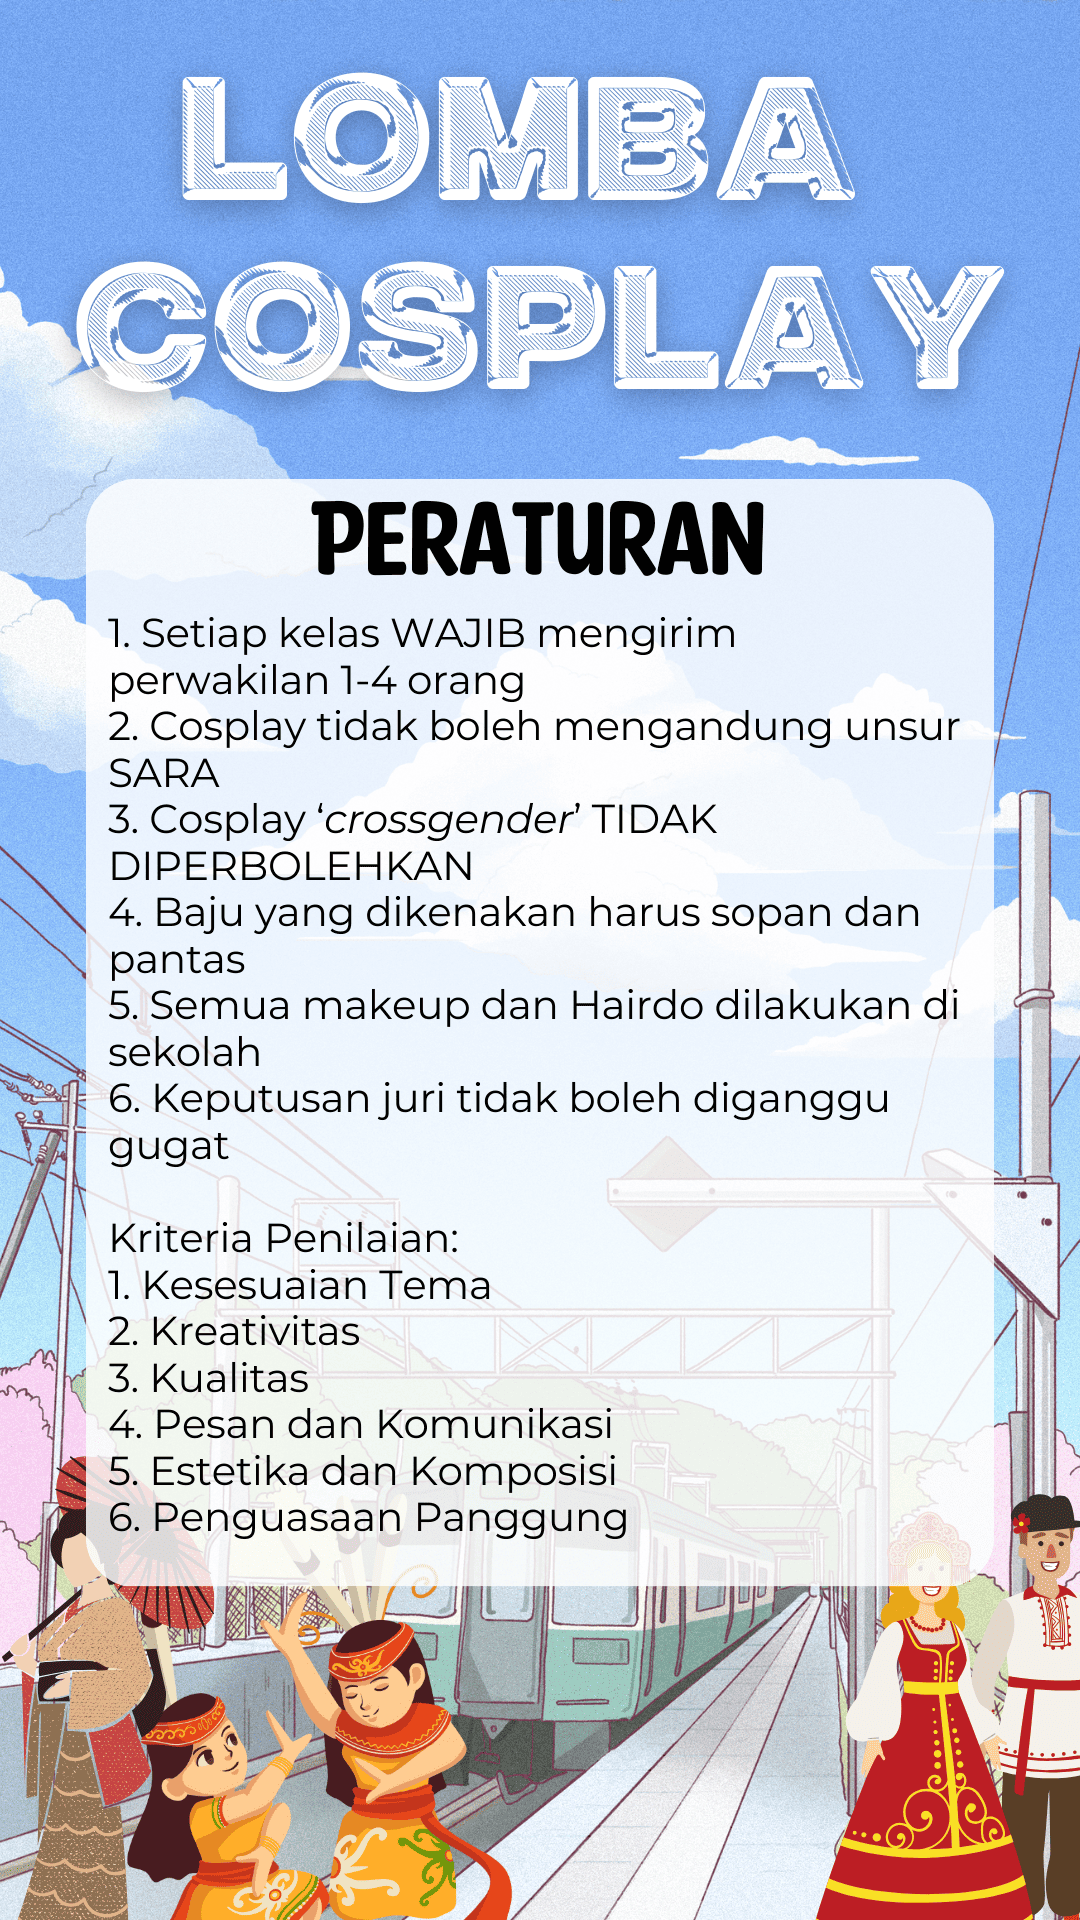 LOMBA
COSPLAY
PERATURAN
1. Setiap kelas WAJIB mengirim
perwakilan 1-4 orang
2. Cosplay tidak boleh mengandung unsur
SARA
3. Cosplay ‘crossgender’ TIDAK
DIPERBOLEHKAN
4. Baju yang dikenakan harus sopan dan
pantas
5. Semua makeup dan Hairdo dilakukan di
sekolah
6. Keputusan juri tidak boleh diganggu
gugat
Kriteria Penilaian:
1. Kesesuaian Tema
2. Kreativitas
3. Kualitas
4. Pesan dan Komunikasi
5. Estetika dan Komposisi
6. Penguasaan Panggung